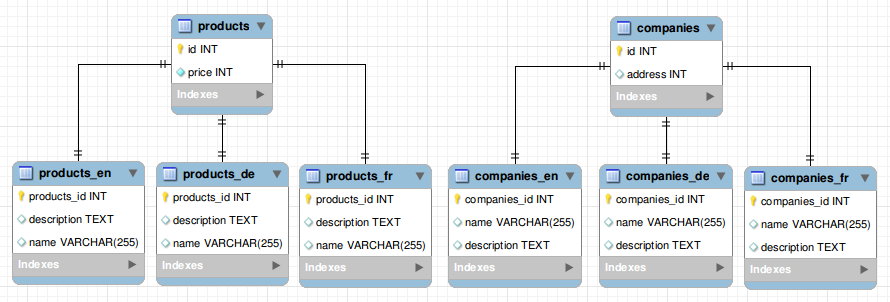 products
id INT
price INT
Indexes
companies
id INT
address INT
Indexes
products_en
products_id INT
description TEXT
name VARCHAR(255)
Indexes
products_de
products_id INT
description TEXT
name VARCHAR(255)
Indexes
products_fr
products_id INT
description TEXT
name VARCHAR(255)
Indexes
companies_en
companies_id INT
name VARCHAR(255)
description TEXT
Indexes
companies_de
companies_id INT
name VARCHAR(255)
description TEXT
Indexes
companies_fr
companies_id INT
name VARCHAR(255)
description TEXT
Indexes